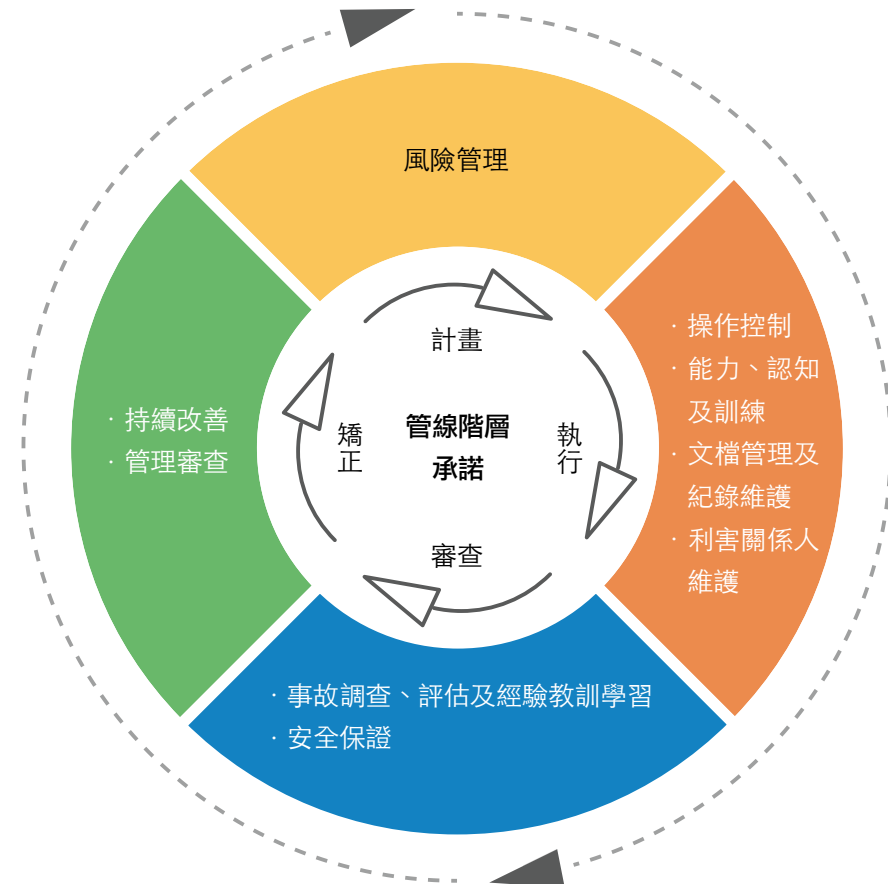 風險管理
計畫
· 操作控制
· 能力、認知
及訓練
· 文檔管理及
紀錄維護
· 利害關係人
維護
執
行
管線階層
承諾
矯
正
· 持續改善
· 管理審查
審查
· 事故調查、評估及經驗教訓學習
· 安全保證